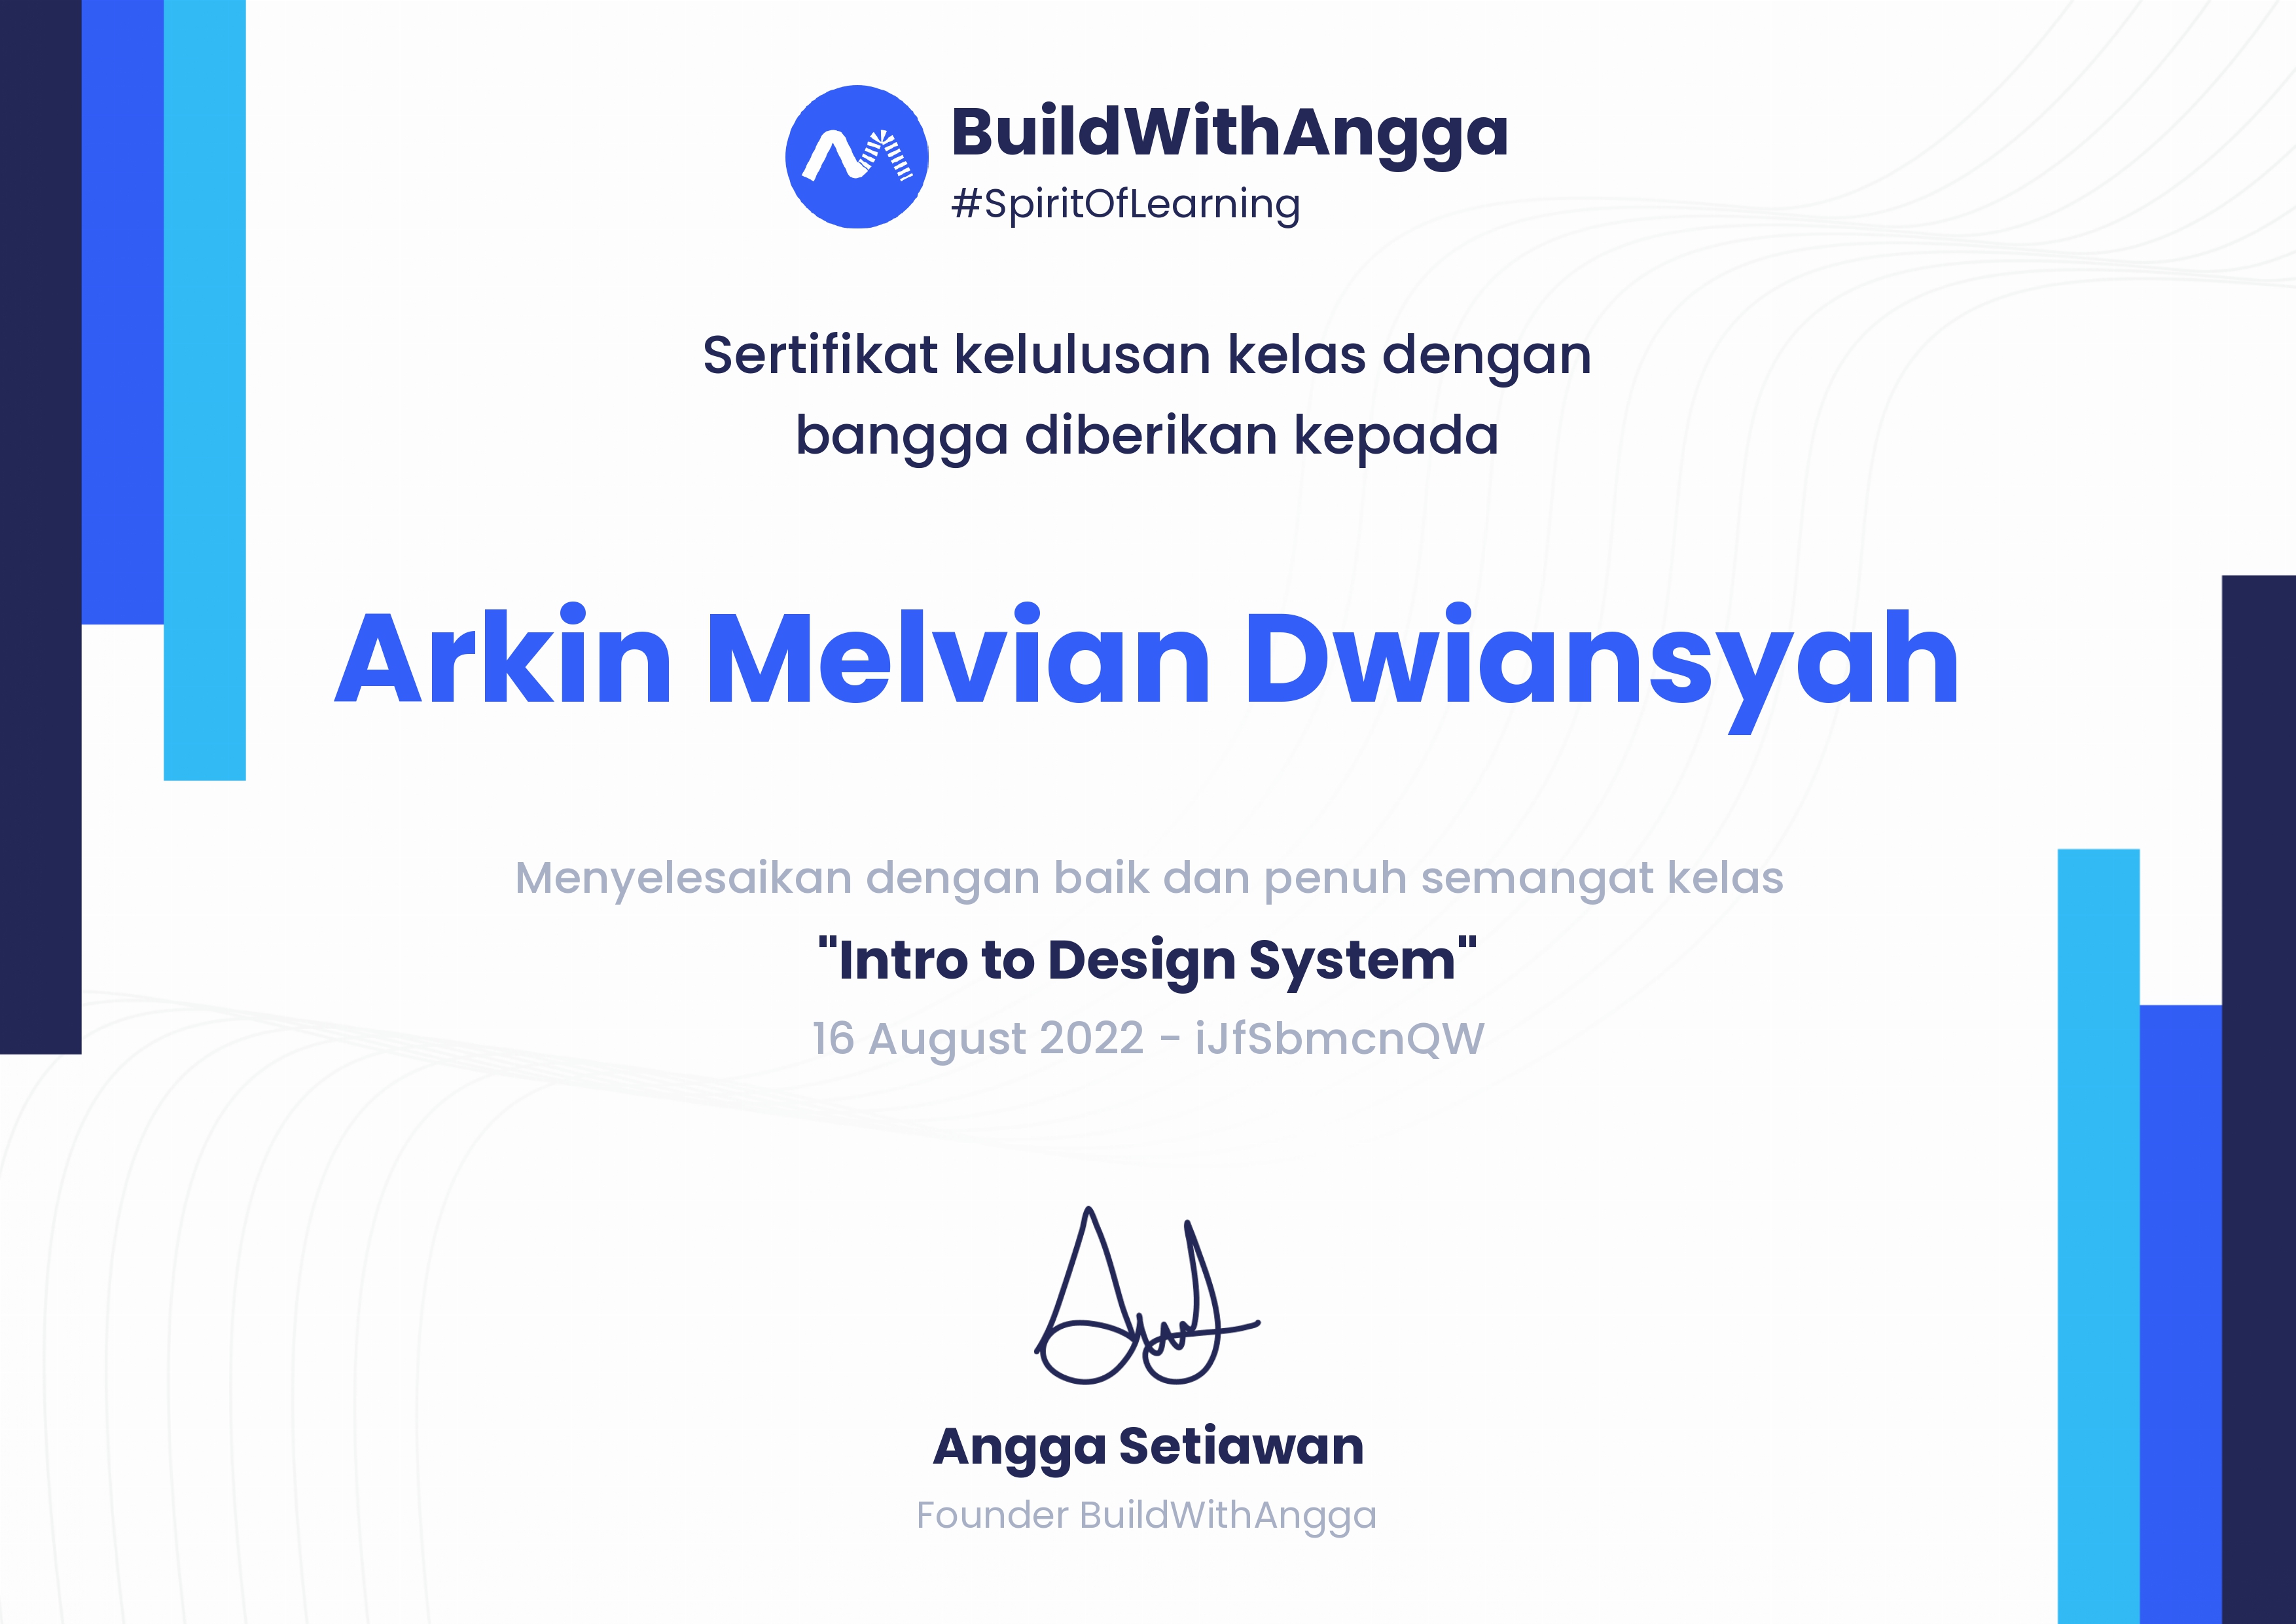 BuildWithAngga
#SpiritOfLearning
Sertifikat kelulusan kelas dengan
bangga diberikan kepada
Arkin Melvian Dwiansyah
Menyelesaikan dengan baik dan penuh semangat kelas
"Intro to Design System"
16 August 2022 - iJfSbmcnQW
Angga Setiawan
Founder BuildWithAngga